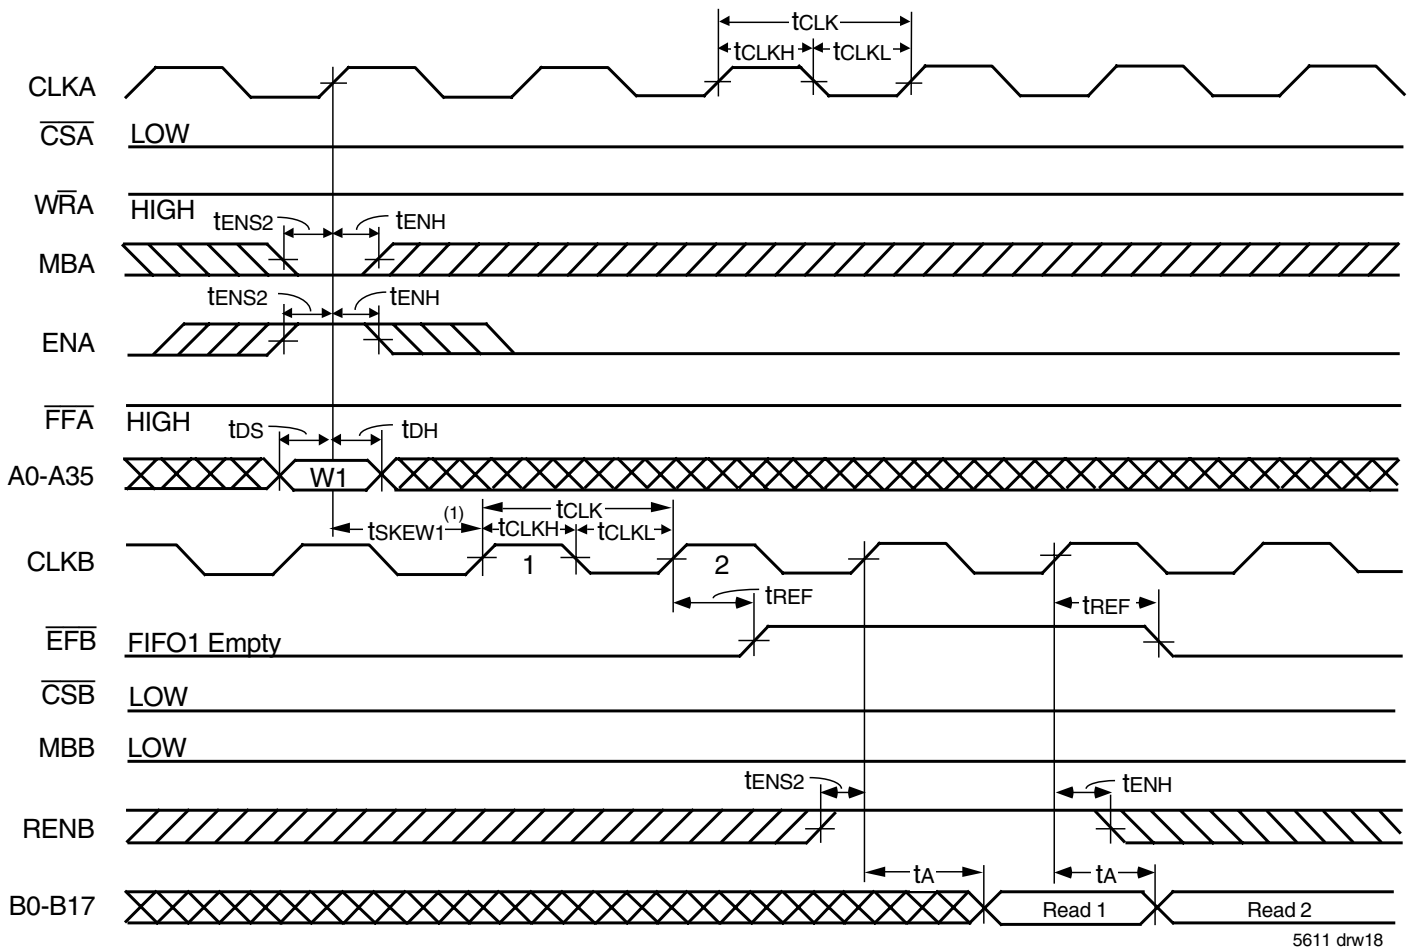 tCLK
tCLKH tCLKL
CLKA
CSA LOW
WRA HIGH
tENS2 tENH
MBA
tENS2 tENH
ENA
FFA HIGH
tDS tDH
A0-A35 W1
tSKEW1(1) tCLK
tCLKH tCLKL
CLKB 1 2
tREF tREF
EFB FIFO1 Empty
CSB LOW
MBB LOW
tENS2 tENH
RENB
tA tA
B0-B17 Read 1 Read 2
5611 drw18